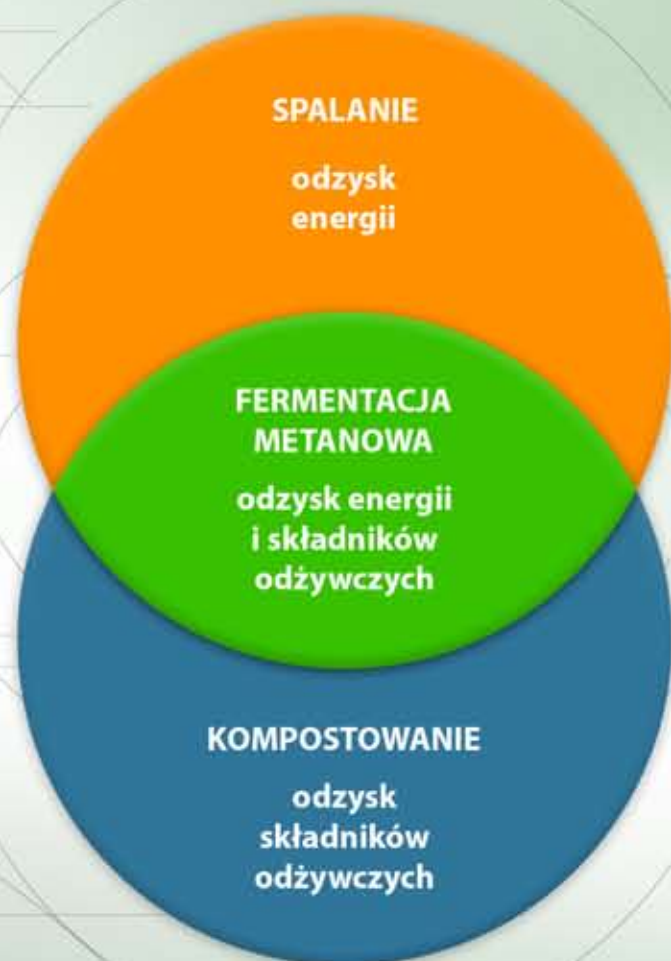 SPALANIE
odzysk
energii
FERMENTACJA
METANOWA
odzysk energii
i składników
odżywczych
KOMPOSTOWANIE
odzysk
składników
odżywczych